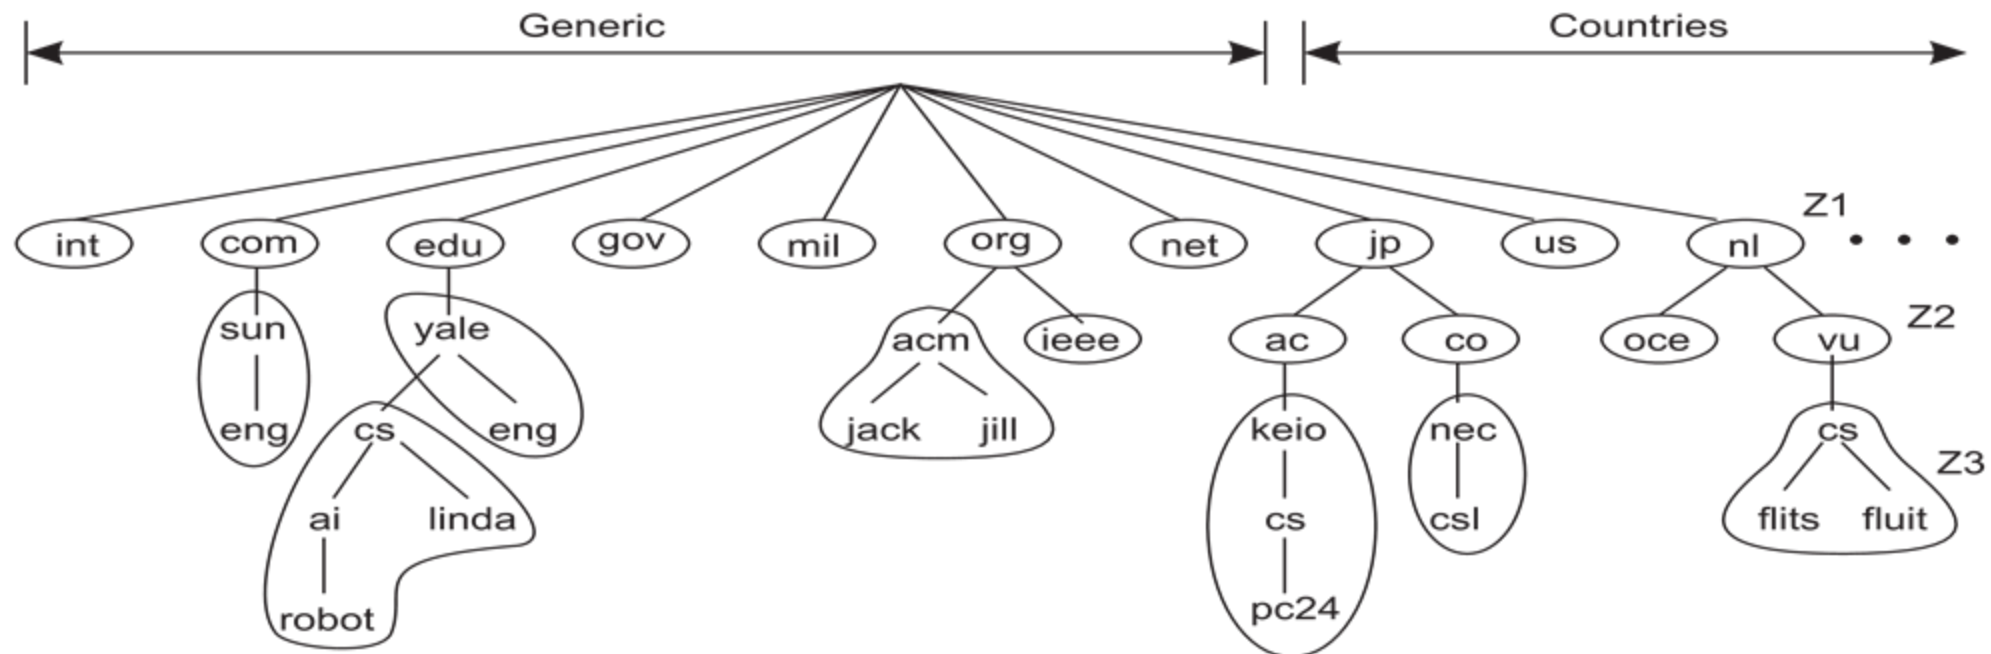 Generic Countries
Z1
int com edu gov mil org net jp us nl
Z2
sun yale acm ieee ac co oce vu
eng cs eng jack jill keio nec cs
Z3
ai linda cs csl flits fluit
robot pc24